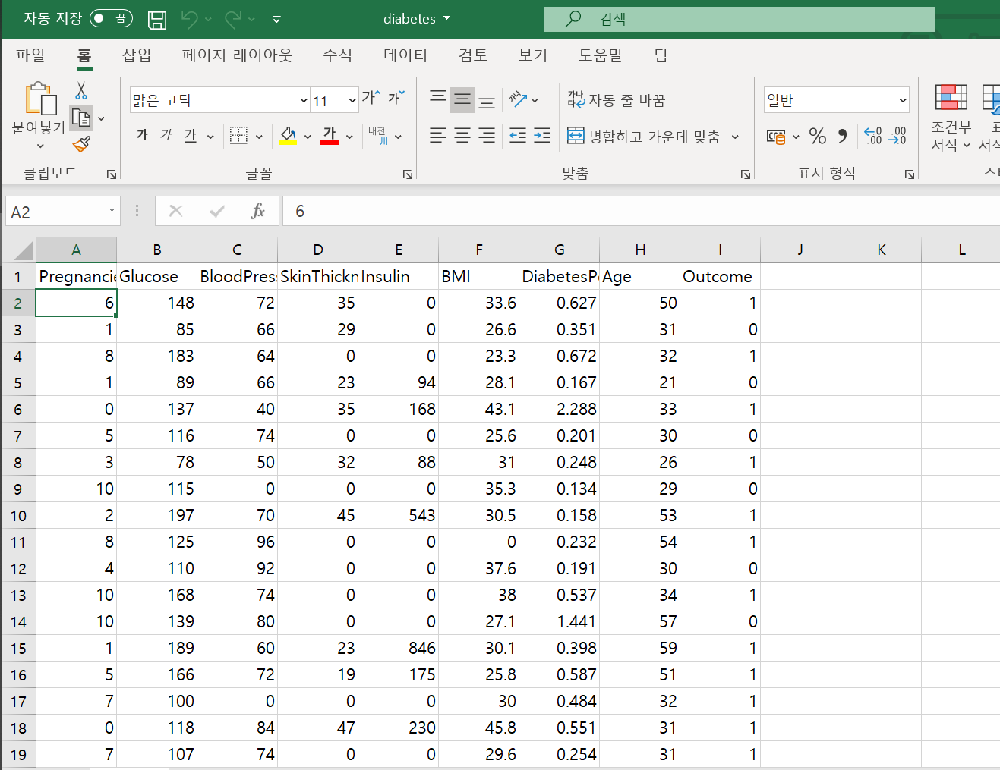 자동 저장 끔 diabetes 검색
파일 홈 삽입 페이지 레이아웃 수식 데이터 검토 보기 도움말 팀
붙여넣기 맑은 고딕 11 가 가 가나다 자동 줄 바꿈 일반 조건부 서식
가 가 가 가 내천 川 병합하고 가운데 맞춤 % , .00 .00
클립보드 글꼴 맞춤 표시 형식
A2 fx 6
A B C D E F G H I J K L
1 Pregnancie Glucose BloodPres SkinThickn Insulin BMI DiabetesP Age Outcome
2 6 148 72 35 0 33.6 0.627 50 1
3 1 85 66 29 0 26.6 0.351 31 0
4 8 183 64 0 0 23.3 0.672 32 1
5 1 89 66 23 94 28.1 0.167 21 0
6 0 137 40 35 168 43.1 2.288 33 1
7 5 116 74 0 0 25.6 0.201 30 0
8 3 78 50 32 88 31 0.248 26 1
9 10 115 0 0 0 35.3 0.134 29 0
10 2 197 70 45 543 30.5 0.158 53 1
11 8 125 96 0 0 0 0.232 54 1
12 4 110 92 0 0 37.6 0.191 30 0
13 10 168 74 0 0 38 0.537 34 1
14 10 139 80 0 0 27.1 1.441 57 0
15 1 189 60 23 846 30.1 0.398 59 1
16 5 166 72 19 175 25.8 0.587 51 1
17 7 100 0 0 0 30 0.484 32 1
18 0 118 84 47 230 45.8 0.551 31 1
19 7 107 74 0 0 29.6 0.254 31 1